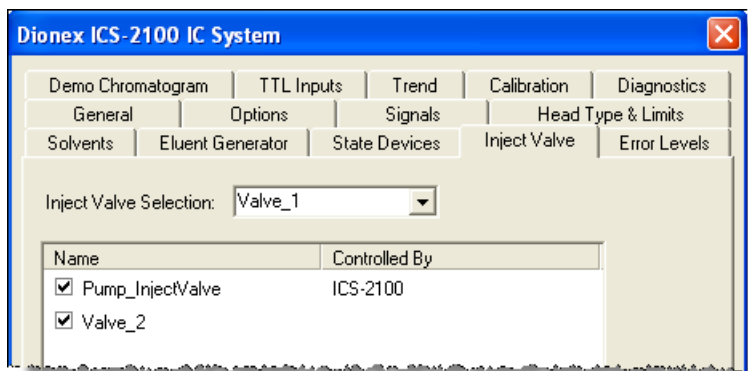 Dionex ICS-2100 IC System
Demo Chromatogram TTL Inputs Trend Calibration Diagnostics
General Options Signals Head Type & Limits
Solvents Eluent Generator State Devices Inject Valve Error Levels
Inject Valve Selection: Valve_1
Name Controlled By
Pump_InjectValve ICS-2100
Valve_2